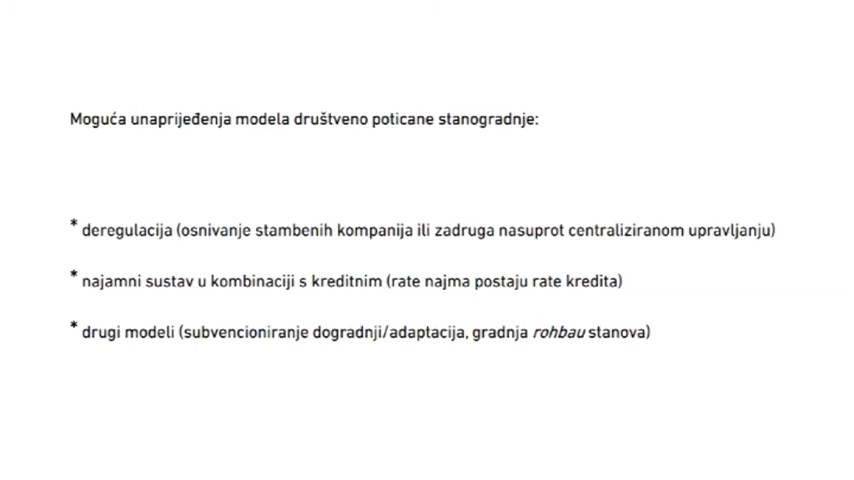 Moguća unaprijeđenja modela društveno poticane stanogradnje:
* deregulacija (osnivanje stambenih kompanija ili zadruga nasuprot centraliziranom upravljanju)
* najamni sustav u kombinaciji s kreditnim (rate najma postaju rate kredita)
* drugi modeli (subvencioniranje dogradnji/adaptacija, gradnja rohbau stanova)